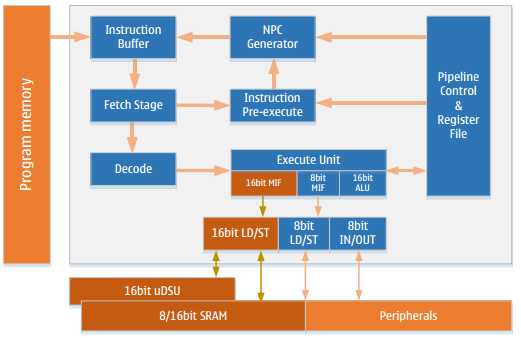 Program memory
Instruction
Buffer
NPC
Generator
Pipeline
Control
&
Register
File
Fetch Stage
Instruction
Pre-execute
Decode
Execute Unit
16bit MIF
8bit
MIF
16bit
ALU
16bit LD/ST
8bit
LD/ST
8bit
IN/OUT
16bit uDSU
8/16bit SRAM
Peripherals